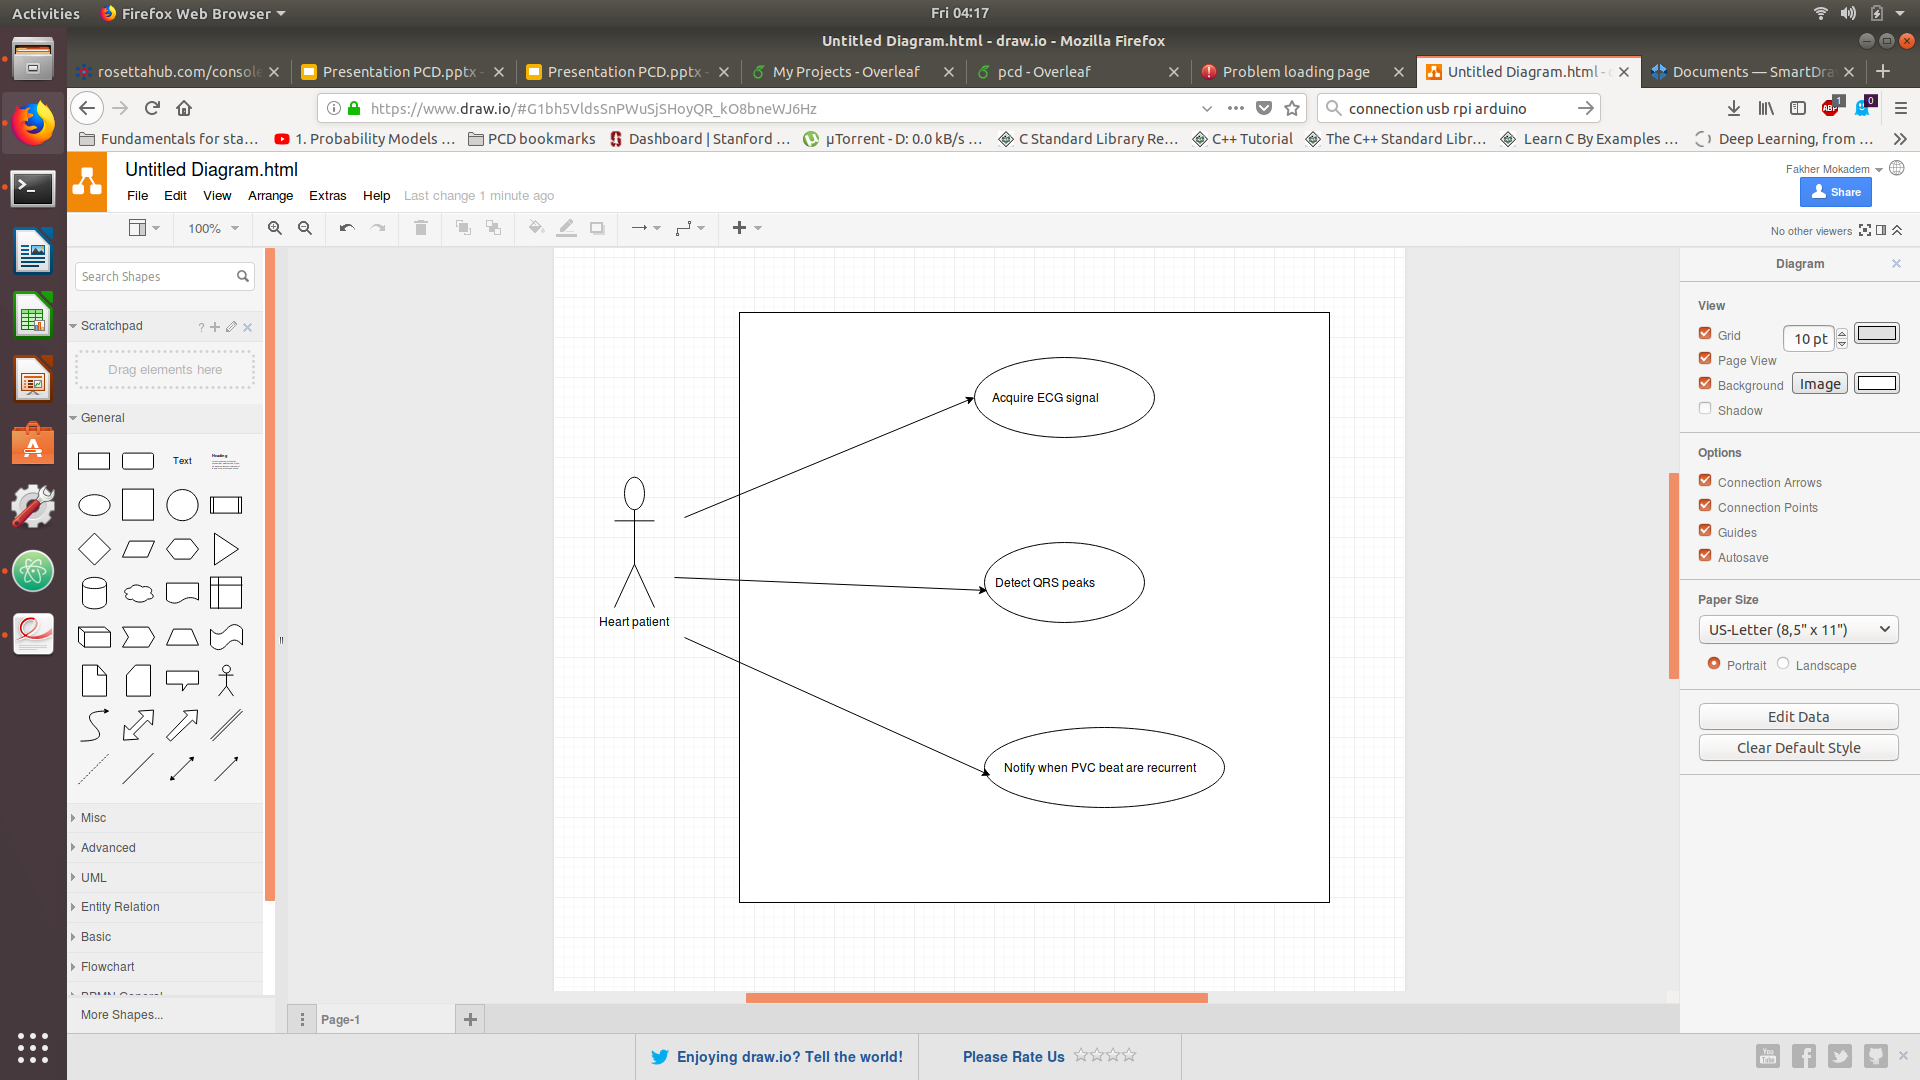 Activities
Firefox Web Browser
Fri 04:17
Untitled Diagram.html - draw.io - Mozilla Firefox
rosettahub.com/console
Presentation PCD.pptx -
Presentation PCD.pptx -
My Projects - Overleaf
pcd - Overleaf
Problem loading page
Untitled Diagram.html -
Documents — SmartDra
https://www.draw.io/#G1bh5VldsSnPWuSjSHoyQR_kO8bneWJ6Hz
connection usb rpi arduino
ABP
1
0
Fundamentals for sta…
1. Probability Models …
PCD bookmarks
Dashboard | Stanford …
µTorrent - D: 0.0 kB/s …
C Standard Library Re…
C++ Tutorial
The C++ Standard Libr…
Learn C By Examples …
Deep Learning, from …
Untitled Diagram.html
File Edit View Arrange Extras Help Last change 1 minute ago
Fakher Mokadem
Share
100%
No other viewers
Search Shapes
Scratchpad
?
Drag elements here
General
Text
Heading
Misc
Advanced
UML
Entity Relation
Basic
Flowchart
BPMN General
More Shapes...
Acquire ECG signal
Detect QRS peaks
Heart patient
Notify when PVC beat are recurrent
Page-1
Diagram
View
Grid
10 pt
Page View
Background
Image
Shadow
Options
Connection Arrows
Connection Points
Guides
Autosave
Paper Size
US-Letter (8,5" x 11")
Portrait
Landscape
Edit Data
Clear Default Style
Enjoying draw.io? Tell the world!
Please Rate Us
You
Tube